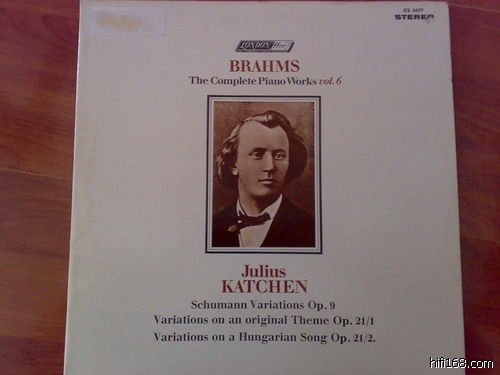 CS 6477
STEREO
LONDON ffrr
BRAHMS
The Complete Piano Works vol. 6
Julius
KATCHEN
Schumann Variations Op. 9
Variations on an original Theme Op. 21/1
Variations on a Hungarian Song Op. 21/2.
hifi168.com